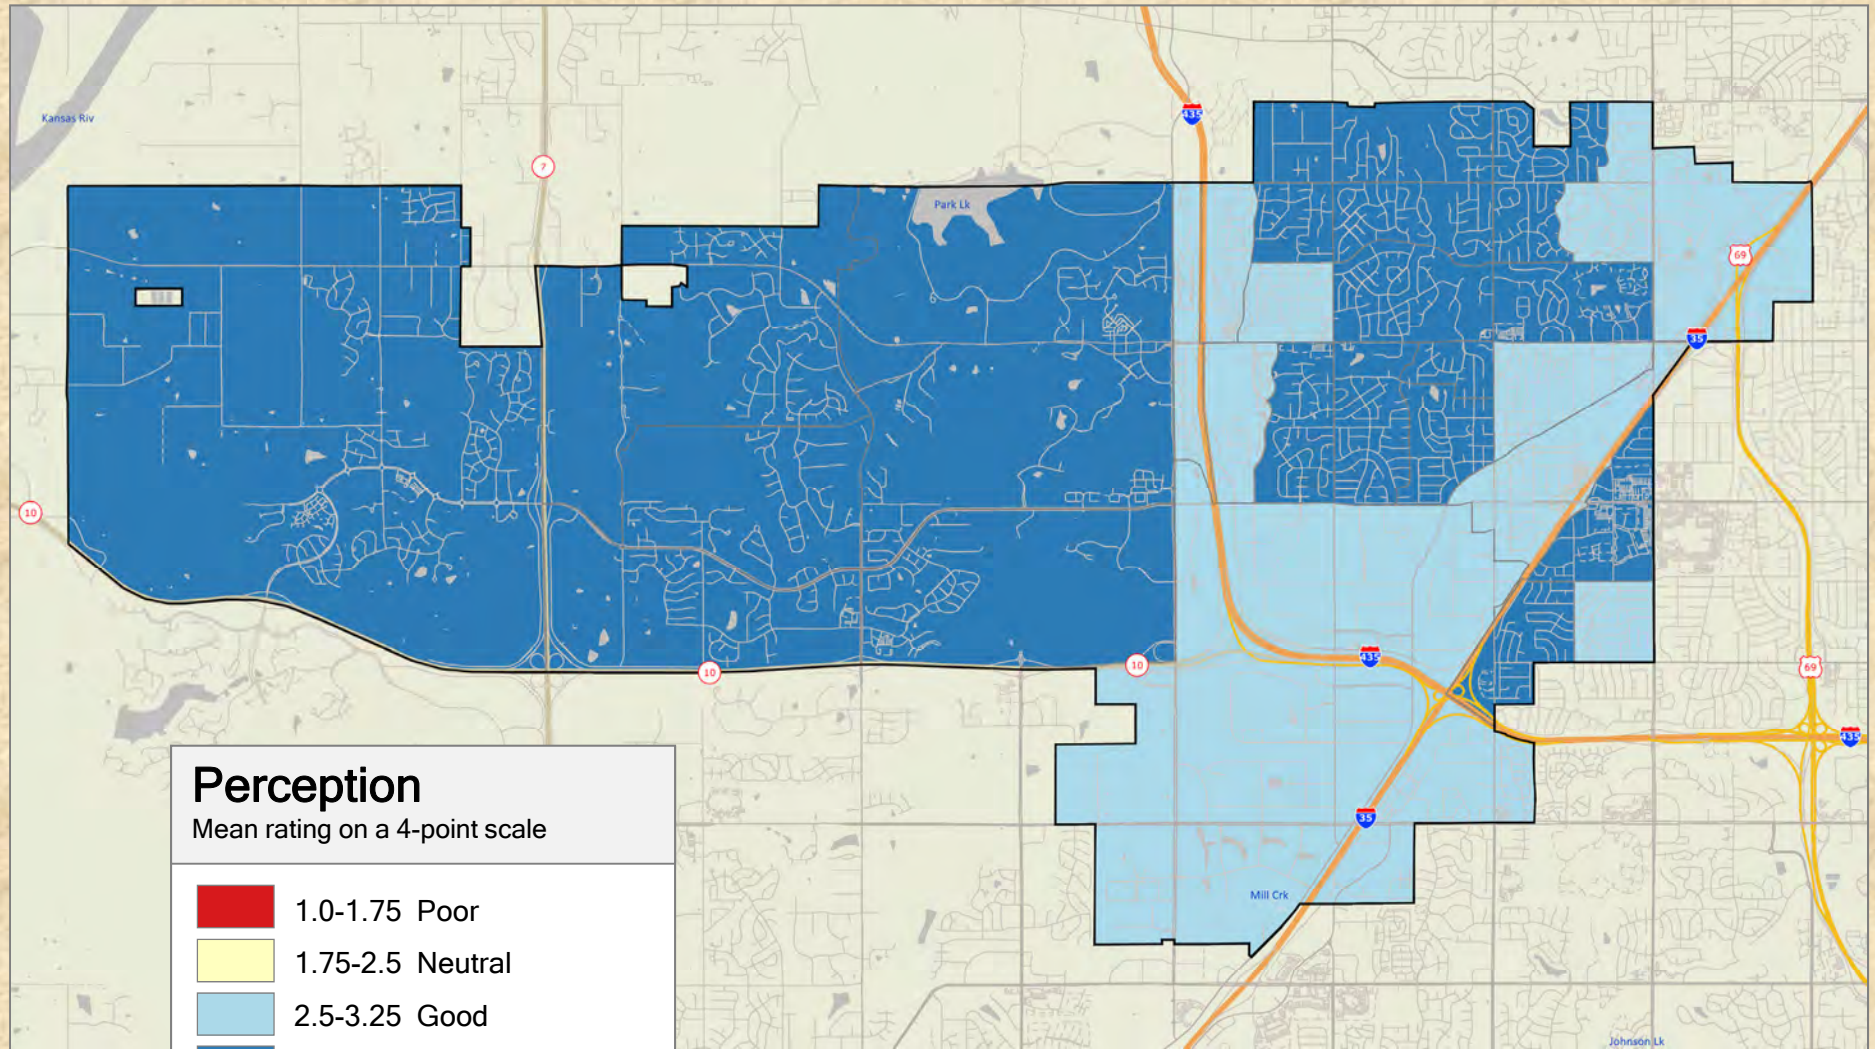 435
Kansas Riv
7
Park Lk
69
35
10
435
10
10
69
435
35
Perception
Mean rating on a 4-point scale
1.0-1.75 Poor
1.75-2.5 Neutral
2.5-3.25 Good
Mill Crk
Johnson Lk